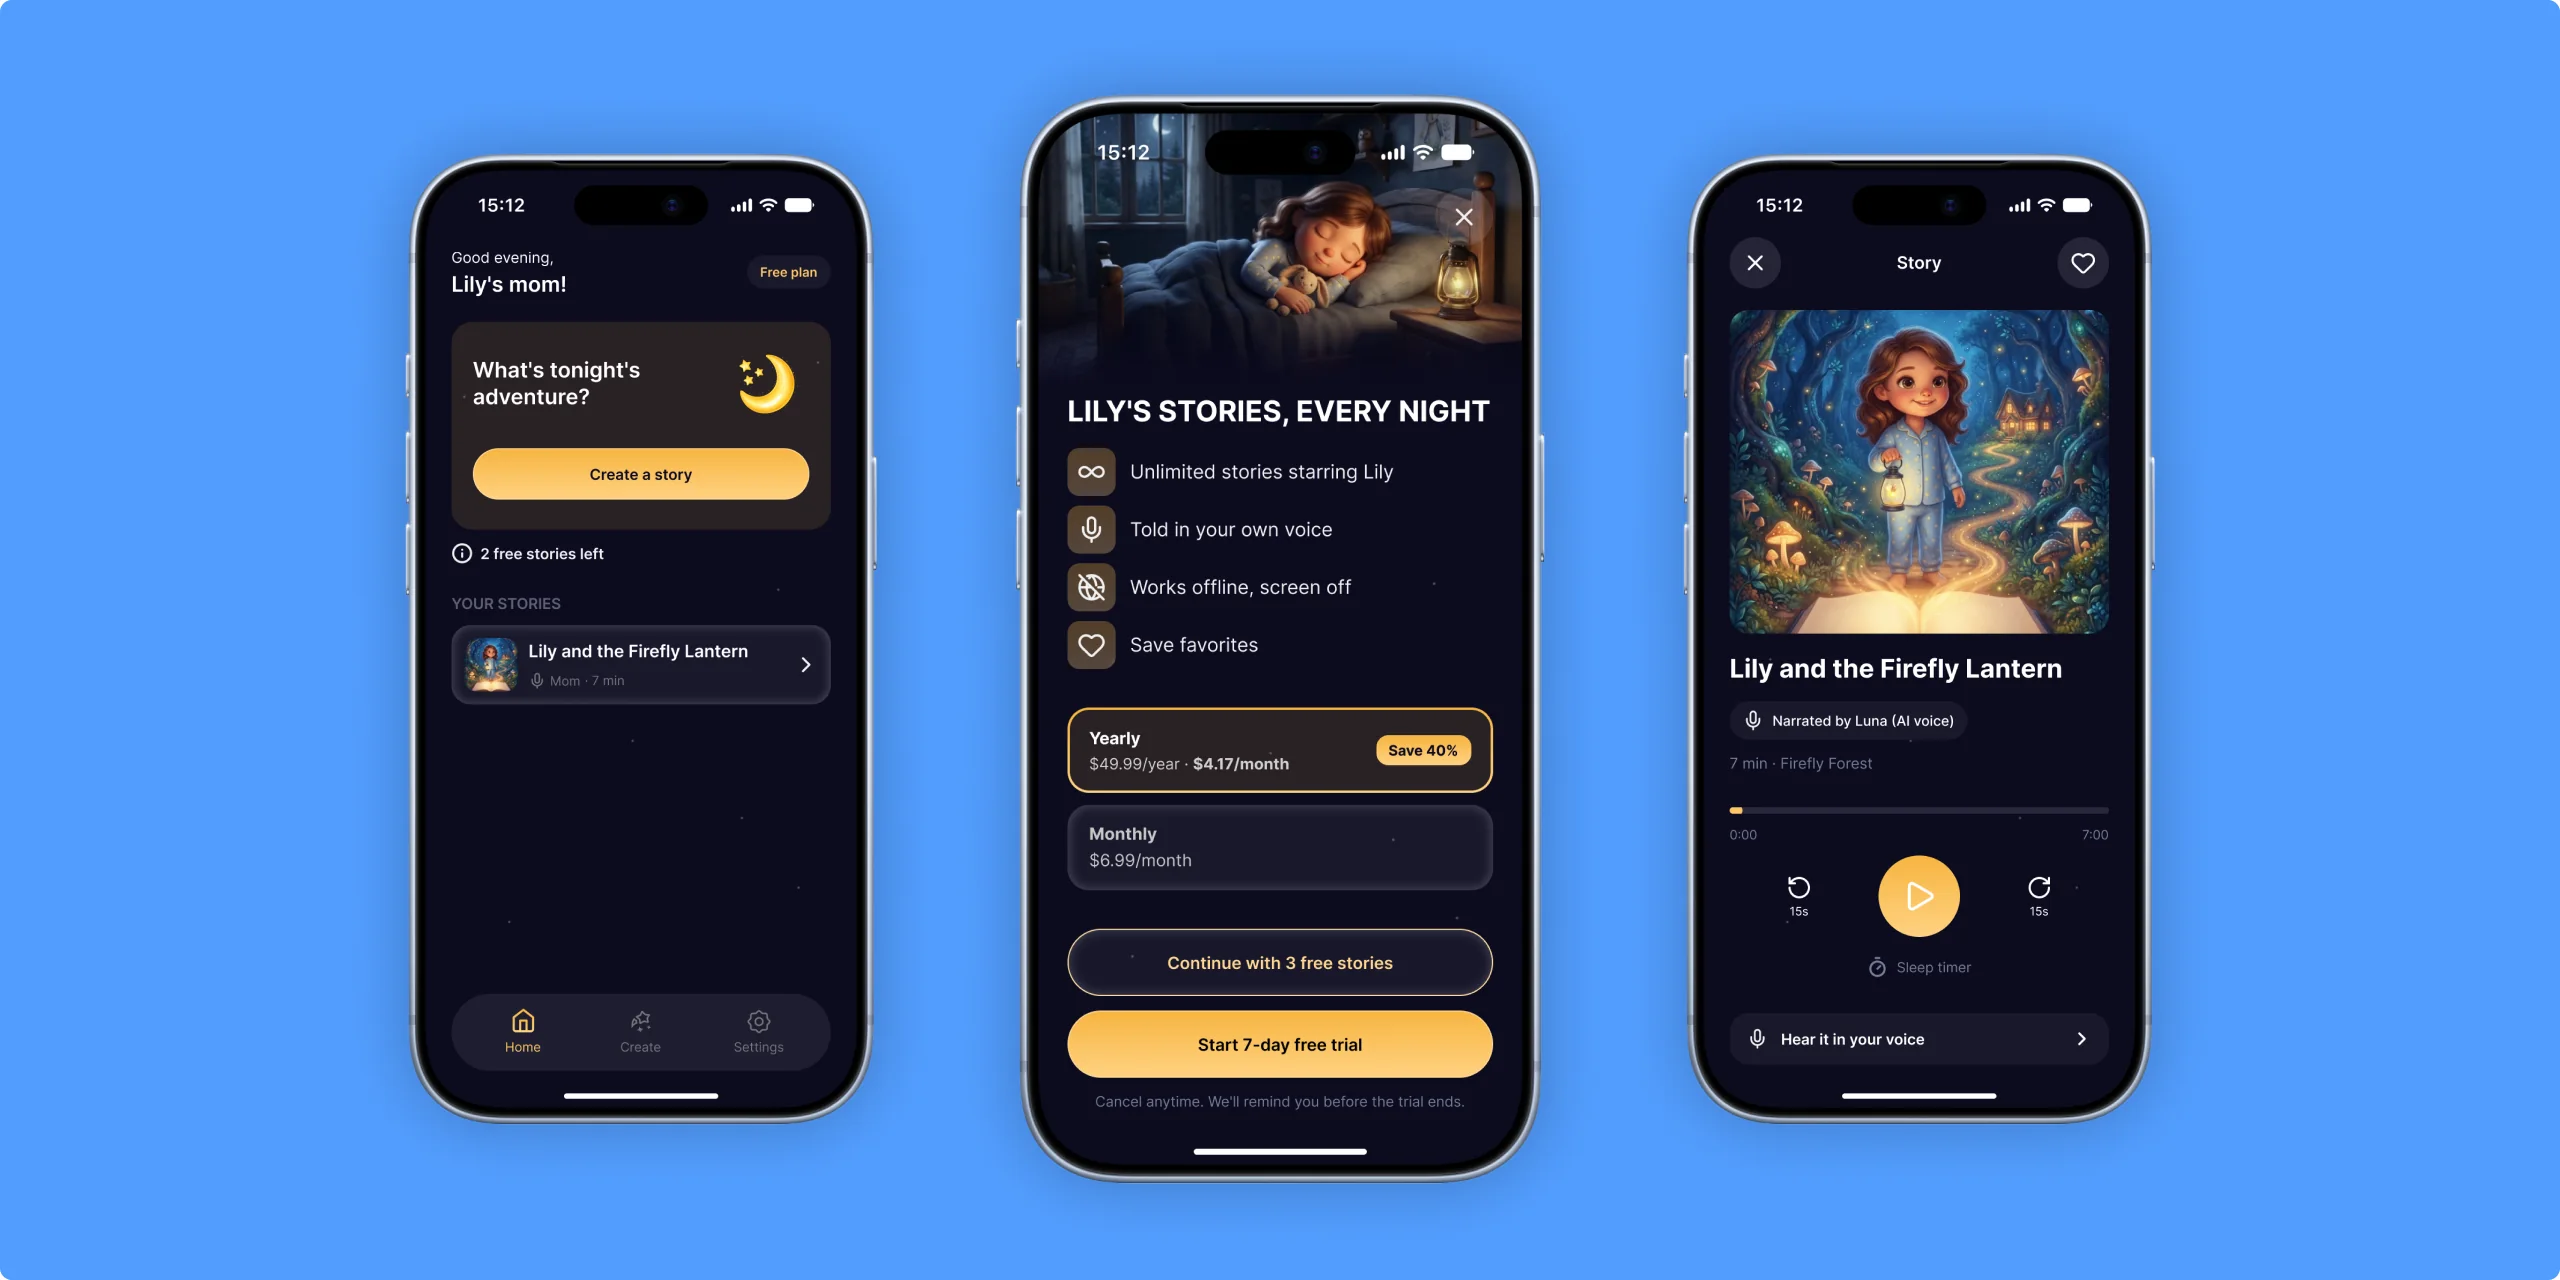 15:12
Good evening,
Lily's mom!
Free plan
What's tonight's
adventure?
Create a story
2 free stories left
YOUR STORIES
Lily and the Firefly Lantern
Mom · 7 min
Home
Create
Settings
15:12
LILY'S STORIES, EVERY NIGHT
Unlimited stories starring Lily
Told in your own voice
Works offline, screen off
Save favorites
Yearly
$49.99/year · $4.17/month
Save 40%
Monthly
$6.99/month
Continue with 3 free stories
Start 7-day free trial
Cancel anytime. We'll remind you before the trial ends.
15:12
Story
Lily and the Firefly Lantern
Narrated by Luna (AI voice)
7 min · Firefly Forest
0:00
7:00
15s
15s
Sleep timer
Hear it in your voice